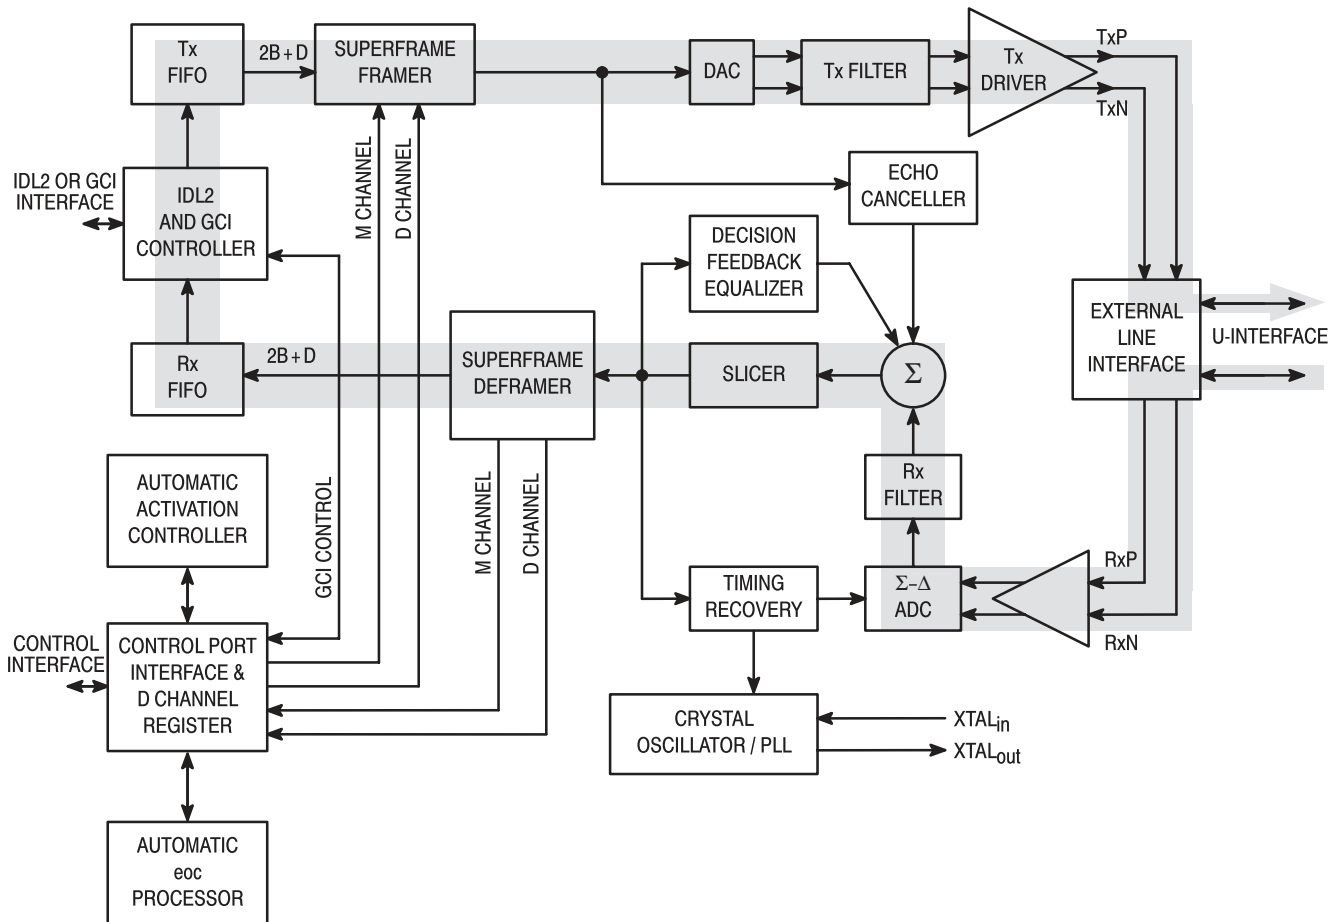 Tx
FIFO
2B+D
SUPERFRAME
FRAMER
DAC
Tx FILTER
Tx
DRIVER
TxP
TxN
M CHANNEL
D CHANNEL
IDL2 OR GCI
INTERFACE
IDL2
AND GCI
CONTROLLER
ECHO
CANCELLER
DECISION
FEEDBACK
EQUALIZER
EXTERNAL
LINE
INTERFACE
U-INTERFACE
Rx
FIFO
2B+D
SUPERFRAME
DEFRAMER
SLICER
Σ
Rx
FILTER
AUTOMATIC
ACTIVATION
CONTROLLER
GCI CONTROL
M CHANNEL
D CHANNEL
TIMING
RECOVERY
Σ–Δ
ADC
RxP
RxN
CONTROL
INTERFACE
CONTROL PORT
INTERFACE &
D CHANNEL
REGISTER
CRYSTAL
OSCILLATOR / PLL
XTALin
XTALout
AUTOMATIC
eoc
PROCESSOR